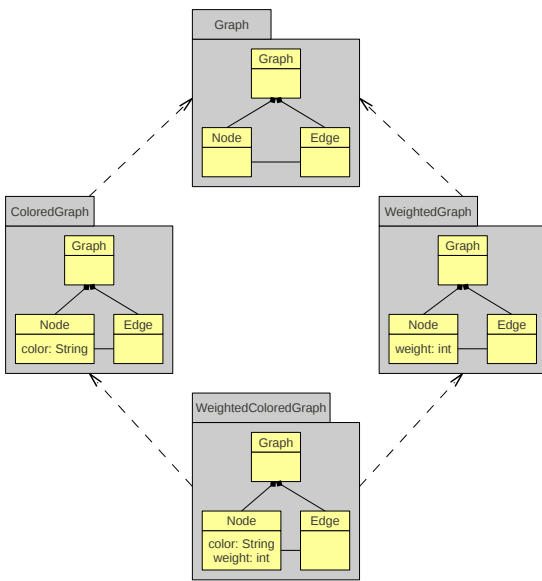 Graph
Graph
Node
Edge
ColoredGraph
Graph
Node
Edge
color: String
WeightedGraph
Graph
Node
Edge
weight: int
WeightedColoredGraph
Graph
Node
Edge
color: String
weight: int